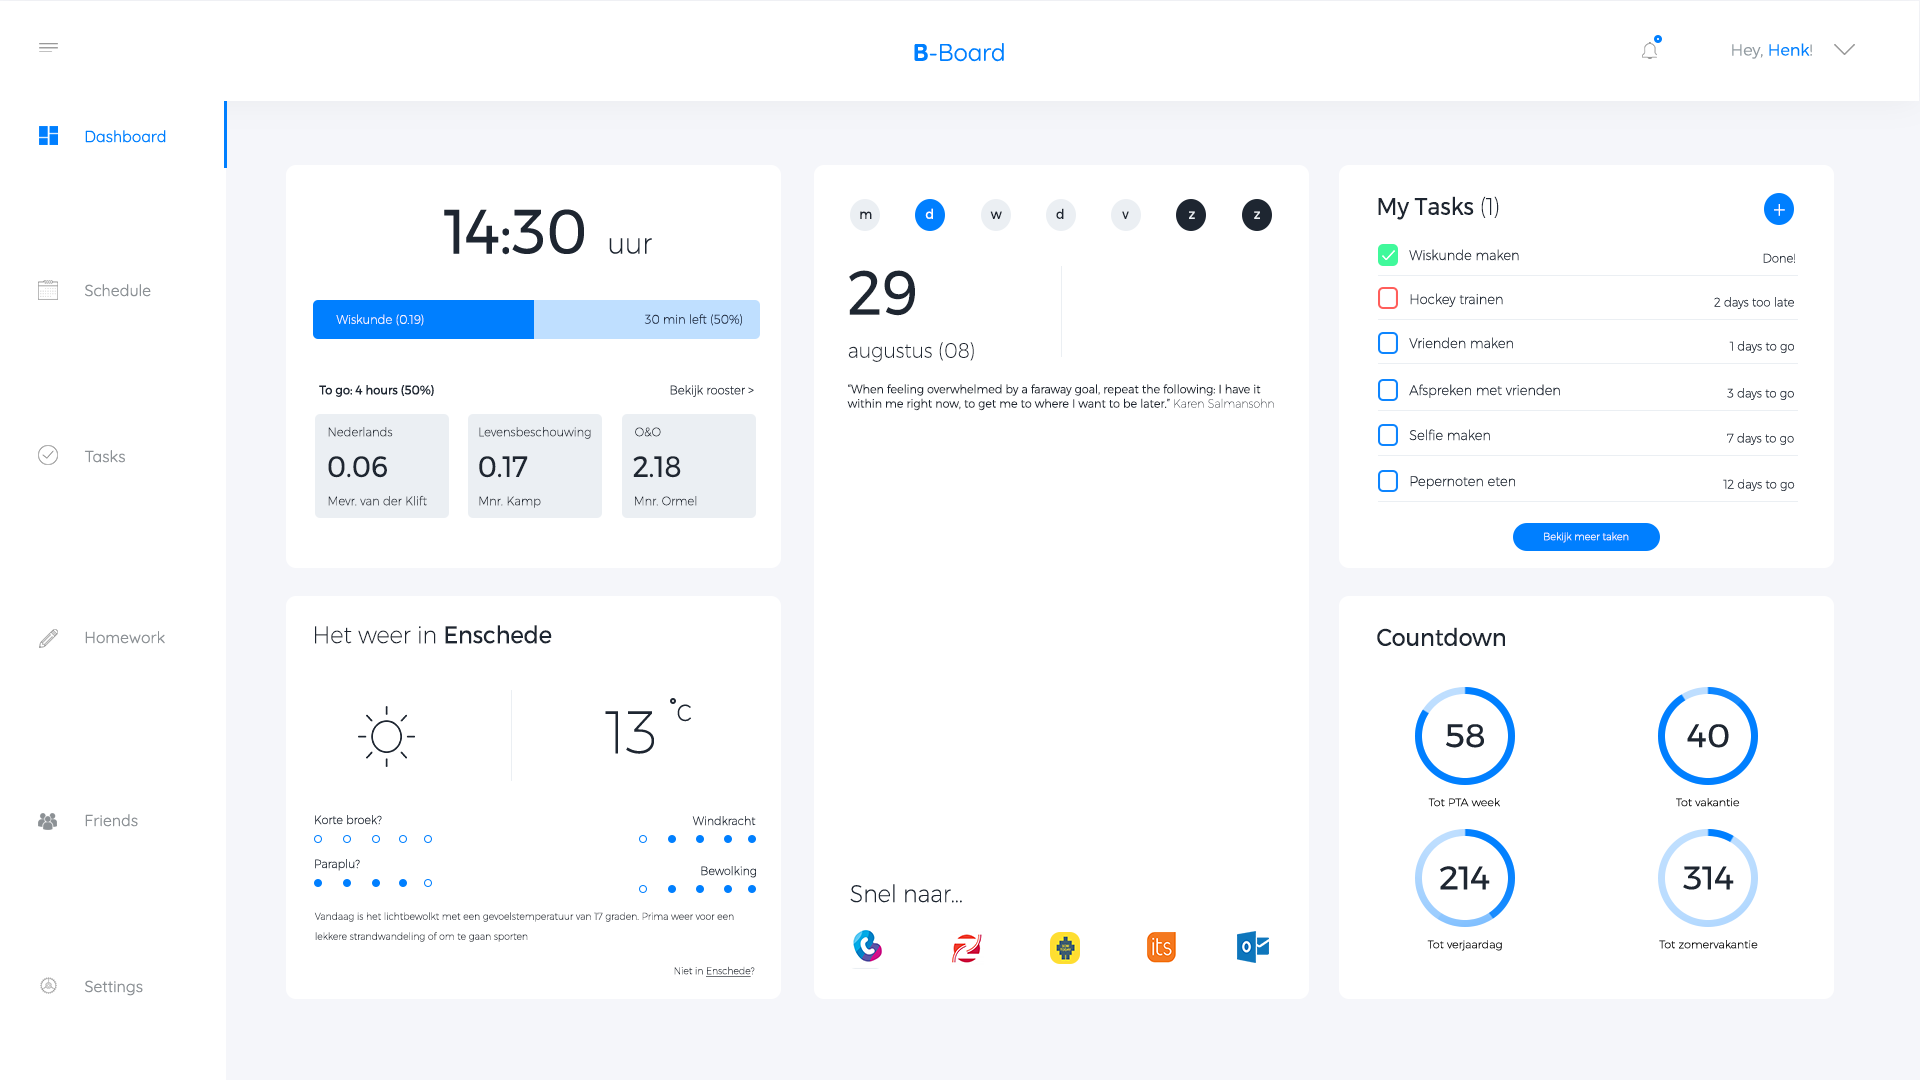 B-Board
Hey, Henk!
Dashboard
Schedule
Tasks
Homework
Friends
Settings
14:30 uur
Wiskunde (0.19)
30 min left (50%)
To go: 4 hours (50%)
Bekijk rooster >
Nederlands
0.06
Mevr. van der Klift
Levensbeschouwing
0.17
Mnr. Kamp
O&O
2.18
Mnr. Ormel
Het weer in Enschede
13 °C
Korte broek?
Windkracht
Paraplu?
Bewolking
Vandaag is het lichtbewolkt met een gevoelstemperatuur van 17 graden. Prima weer voor een
lekkere strandwandeling of om te gaan sporten
Niet in Enschede?
m d w d v z z
29
augustus (08)
"When feeling overwhelmed by a faraway goal, repeat the following: I have it
within me right now, to get me to where I want to be later." Karen Salmansohn
Snel naar...
its
My Tasks (1)
+
Wiskunde maken
Done!
Hockey trainen
2 days too late
Vrienden maken
1 days to go
Afspreken met vrienden
3 days to go
Selfie maken
7 days to go
Pepernoten eten
12 days to go
Bekijk meer taken
Countdown
58
Tot PTA week
40
Tot vakantie
214
Tot verjaardag
314
Tot zomervakantie